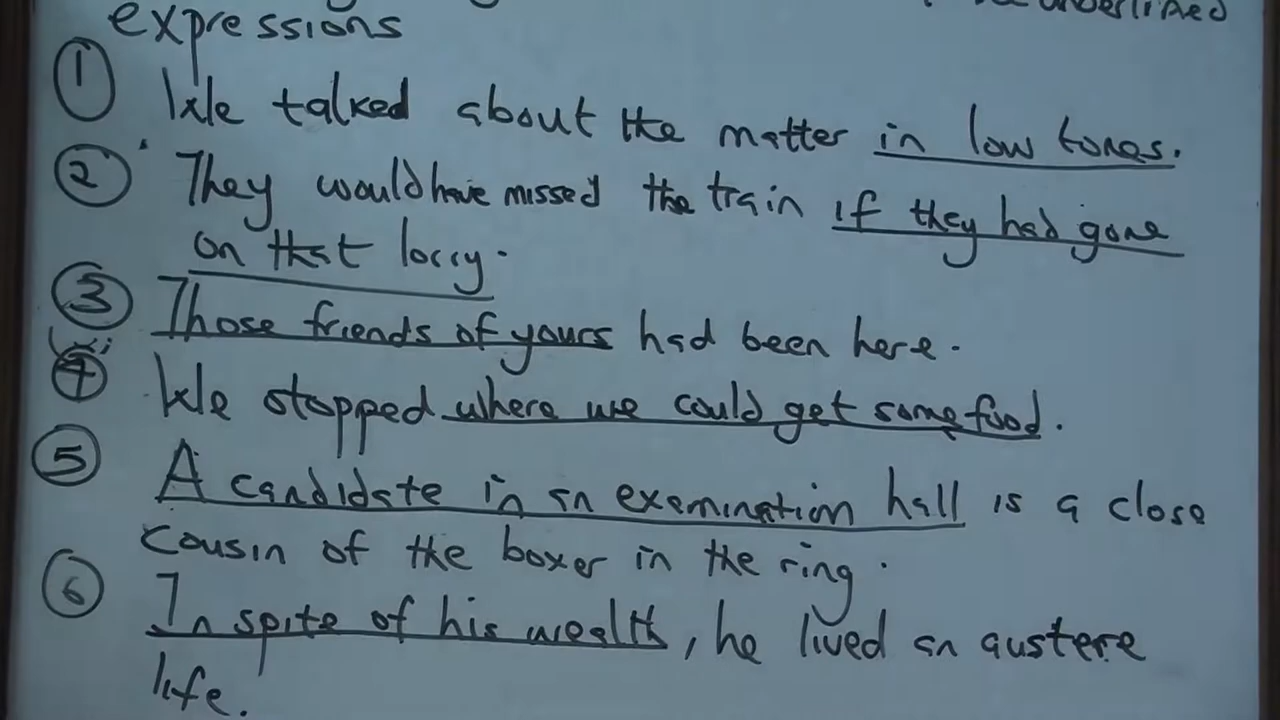 underlined
expressions
1 We talked about the matter in low tones.
2 They would have missed the train if they had gone
on that lorry.
3 Those friends of yours had been here.
4 We stopped where we could get some food.
5 A candidate in an examination hall is a close
cousin of the boxer in the ring.
6 In spite of his wealth, he lived an austere
life.